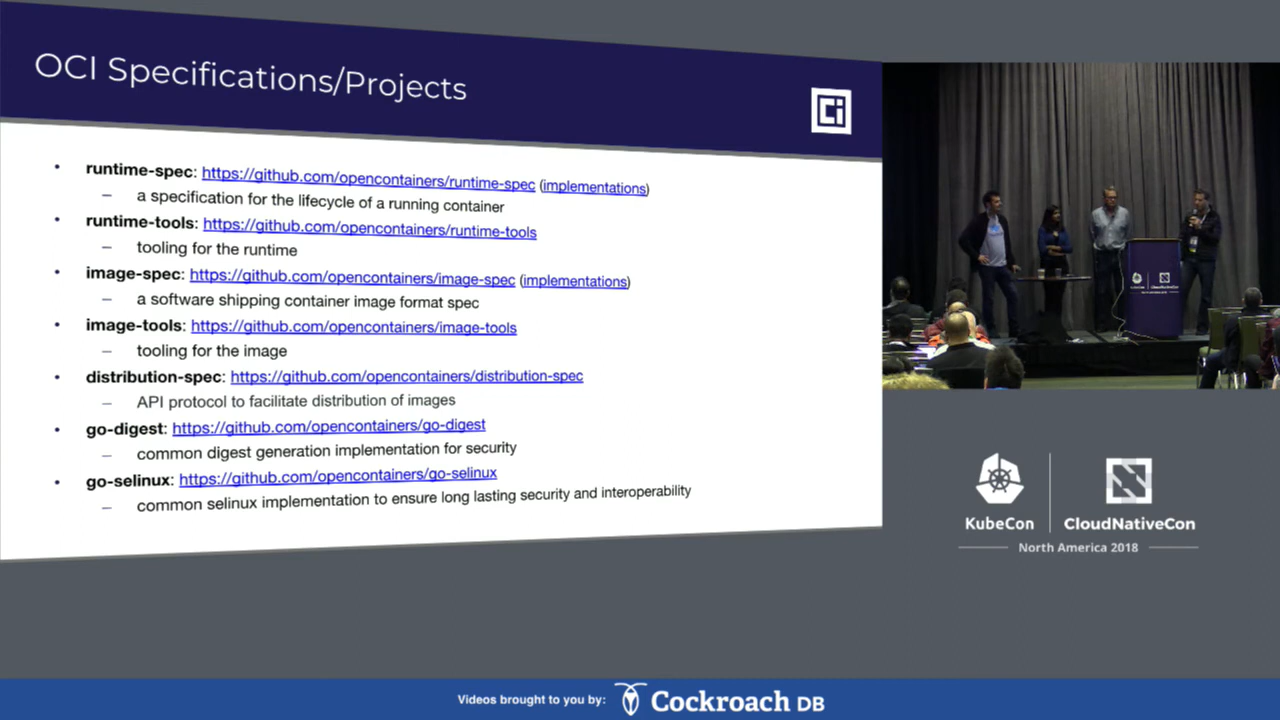 OCI Specifications/Projects
Ci
• runtime-spec: https://github.com/opencontainers/runtime-spec (implementations)
– a specification for the lifecycle of a running container
• runtime-tools: https://github.com/opencontainers/runtime-tools
– tooling for the runtime
• image-spec: https://github.com/opencontainers/image-spec (implementations)
– a software shipping container image format spec
• image-tools: https://github.com/opencontainers/image-tools
– tooling for the image
• distribution-spec: https://github.com/opencontainers/distribution-spec
– API protocol to facilitate distribution of images
• go-digest: https://github.com/opencontainers/go-digest
– common digest generation implementation for security
• go-selinux: https://github.com/opencontainers/go-selinux
– common selinux implementation to ensure long lasting security and interoperability
KubeCon
CloudNativeCon
KubeCon CloudNativeCon
North America 2018
Videos brought to you by: Cockroach DB